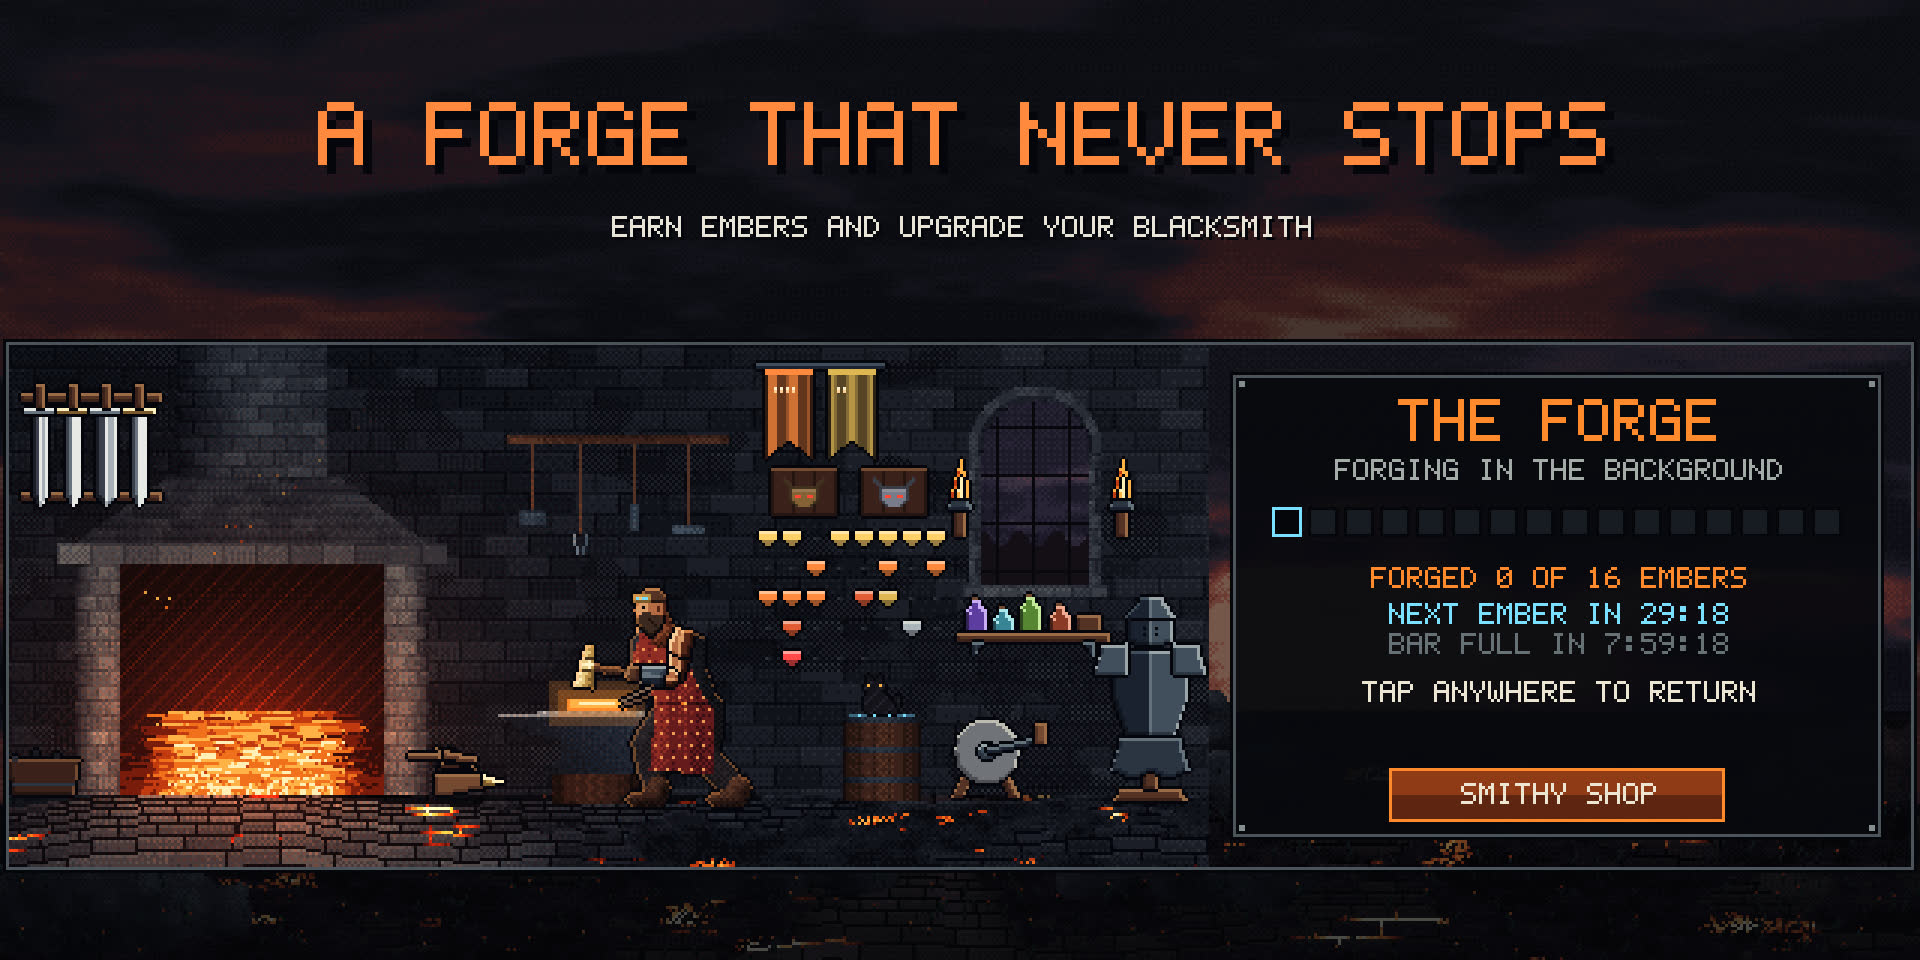 A FORGE THAT NEVER STOPS
EARN EMBERS AND UPGRADE YOUR BLACKSMITH
THE FORGE
FORGING IN THE BACKGROUND
FORGED 0 OF 16 EMBERS
NEXT EMBER IN 29:18
BAR FULL IN 7:59:18
TAP ANYWHERE TO RETURN
SMITHY SHOP